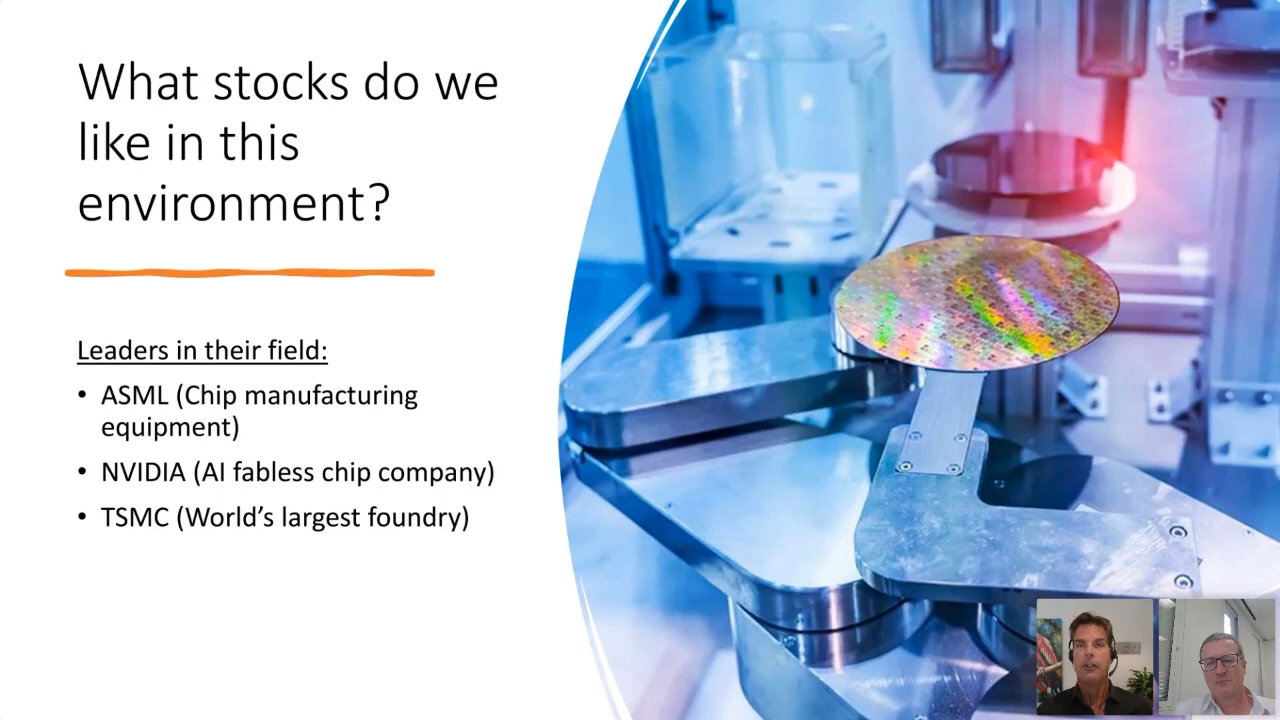 What stocks do we
like in this
environment?
Leaders in their field:
• ASML (Chip manufacturing
equipment)
• NVIDIA (AI fabless chip company)
• TSMC (World's largest foundry)